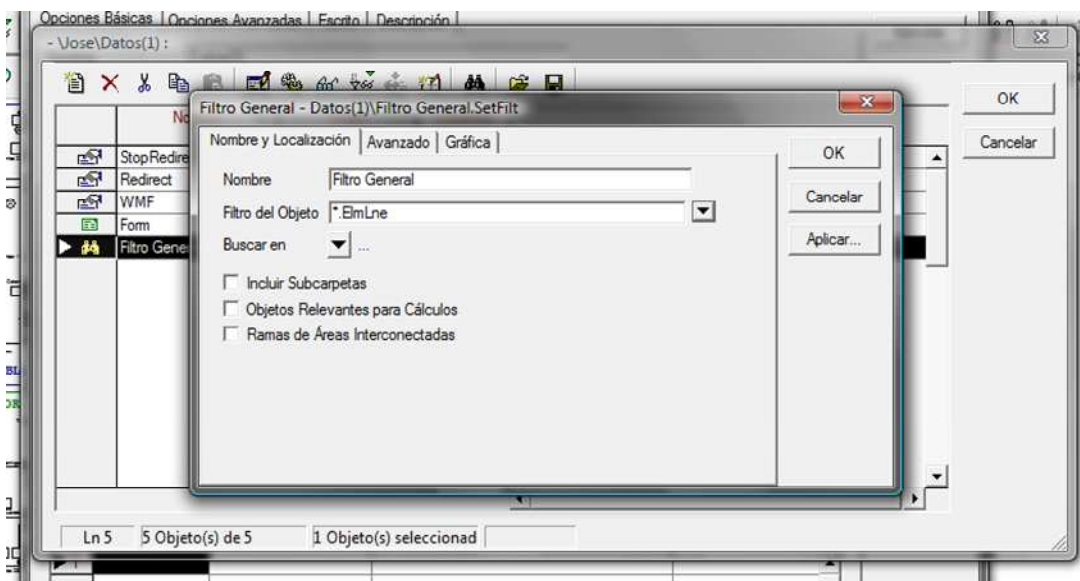 Opciones Básicas Opciones Avanzadas Escrito Descripción
- \Jose\Datos(1) :
OK
Cancelar
StopRedire
Redirect
WMF
Form
Filtro Gene
Filtro General - Datos(1)\Filtro General.SetFilt
Nombre y Localización Avanzado Gráfica
Nombre Filtro General
Filtro del Objeto *.ElmLne
Buscar en ...
Incluir Subcarpetas
Objetos Relevantes para Cálculos
Ramas de Áreas Interconectadas
OK
Cancelar
Aplicar...
Ln 5 5 Objeto(s) de 5 1 Objeto(s) seleccionad